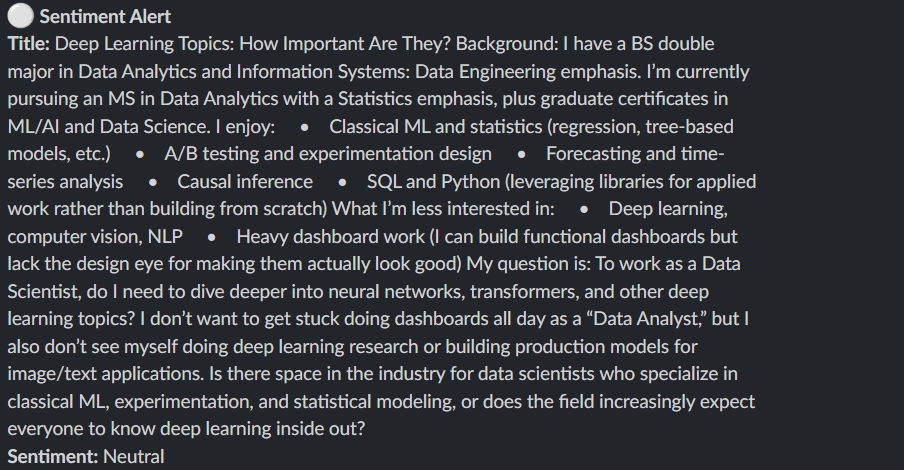 Sentiment Alert
Title: Deep Learning Topics: How Important Are They? Background: I have a BS double
major in Data Analytics and Information Systems: Data Engineering emphasis. I’m currently
pursuing an MS in Data Analytics with a Statistics emphasis, plus graduate certificates in
ML/AI and Data Science. I enjoy: • Classical ML and statistics (regression, tree-based
models, etc.) • A/B testing and experimentation design • Forecasting and time-
series analysis • Causal inference • SQL and Python (leveraging libraries for applied
work rather than building from scratch) What I’m less interested in: • Deep learning,
computer vision, NLP • Heavy dashboard work (I can build functional dashboards but
lack the design eye for making them actually look good) My question is: To work as a Data
Scientist, do I need to dive deeper into neural networks, transformers, and other deep
learning topics? I don’t want to get stuck doing dashboards all day as a “Data Analyst,” but I
also don’t see myself doing deep learning research or building production models for
image/text applications. Is there space in the industry for data scientists who specialize in
classical ML, experimentation, and statistical modeling, or does the field increasingly expect
everyone to know deep learning inside out?
Sentiment: Neutral